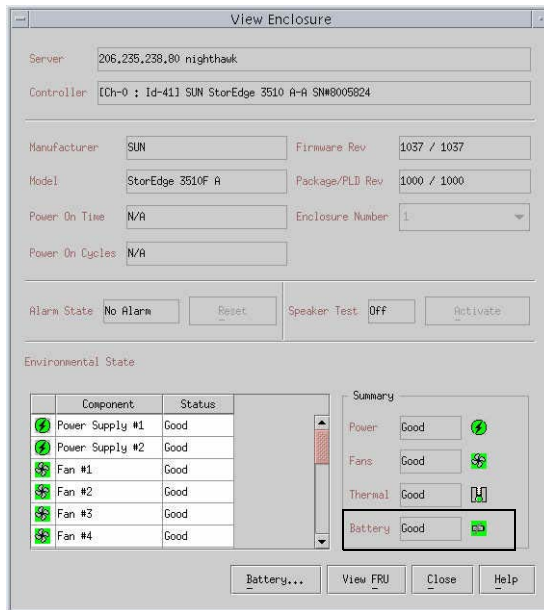 View Enclosure
Server 206.235.238.80 nighthawk
Controller [Ch-0 : Id-41] SUN StorEdge 3510 A-A SN#8005824
Manufacturer SUN Firmware Rev 1037 / 1037
Model StorEdge 3510F A Package/PLD Rev 1000 / 1000
Power On Time N/A Enclosure Number 1
Power On Cycles N/A
Alarm State No Alarm Reset Speaker Test Off Activate
Environmental State
Component Status
Power Supply #1 Good
Power Supply #2 Good
Fan #1 Good
Fan #2 Good
Fan #3 Good
Fan #4 Good
Summary
Power Good
Fans Good
Thermal Good
Battery Good
Battery... View FRU Close Help